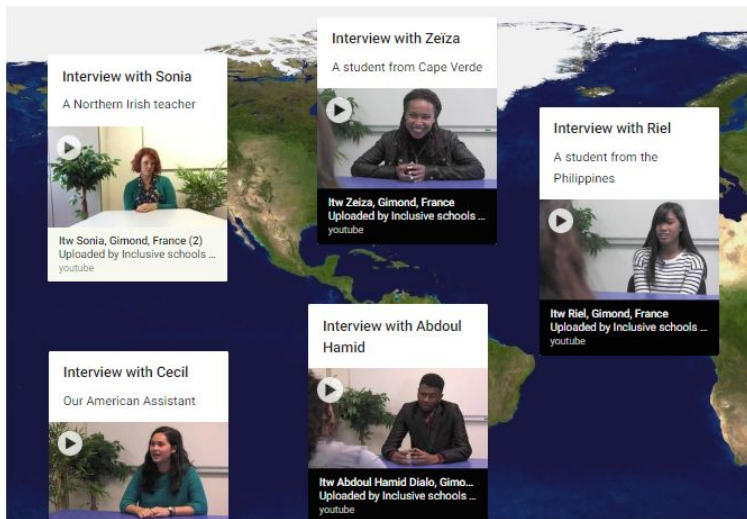 Interview with Sonia
A Northern Irish teacher
Itw Sonia, Gimond, France (2)
Uploaded by Inclusive schools ...
youtube
Interview with Zeïza
A student from Cape Verde
Itw Zeiza, Gimond, France
Uploaded by Inclusive schools ...
youtube
Interview with Riel
A student from the
Philippines
Itw Riel, Gimond, France
Uploaded by Inclusive schools ...
youtube
Interview with Cecil
Our American Assistant
Interview with Abdoul
Hamid
Itw Abdoul Hamid Dialo, Gimo...
Uploaded by Inclusive schools ...
youtube